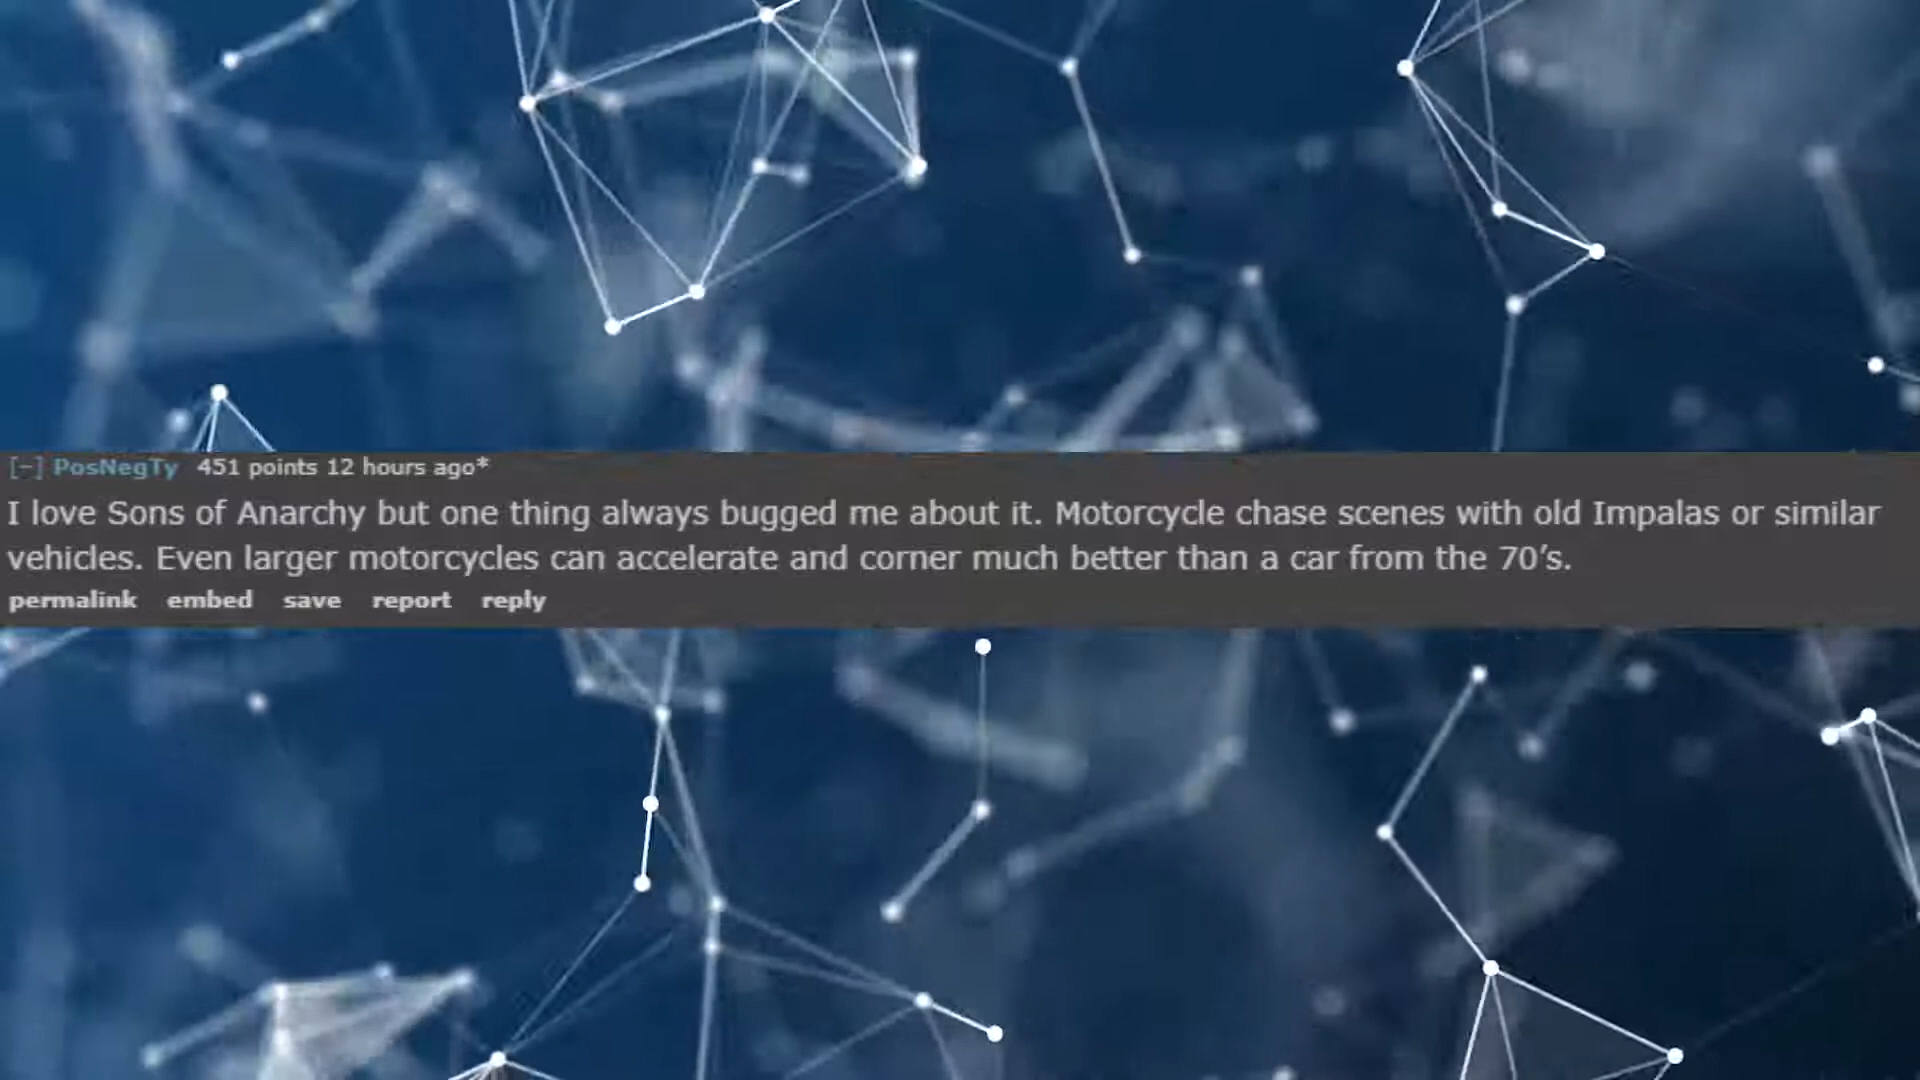 [–] PosNegTy 451 points 12 hours ago*
I love Sons of Anarchy but one thing always bugged me about it. Motorcycle chase scenes with old Impalas or similar
vehicles. Even larger motorcycles can accelerate and corner much better than a car from the 70’s.
permalink embed save report reply